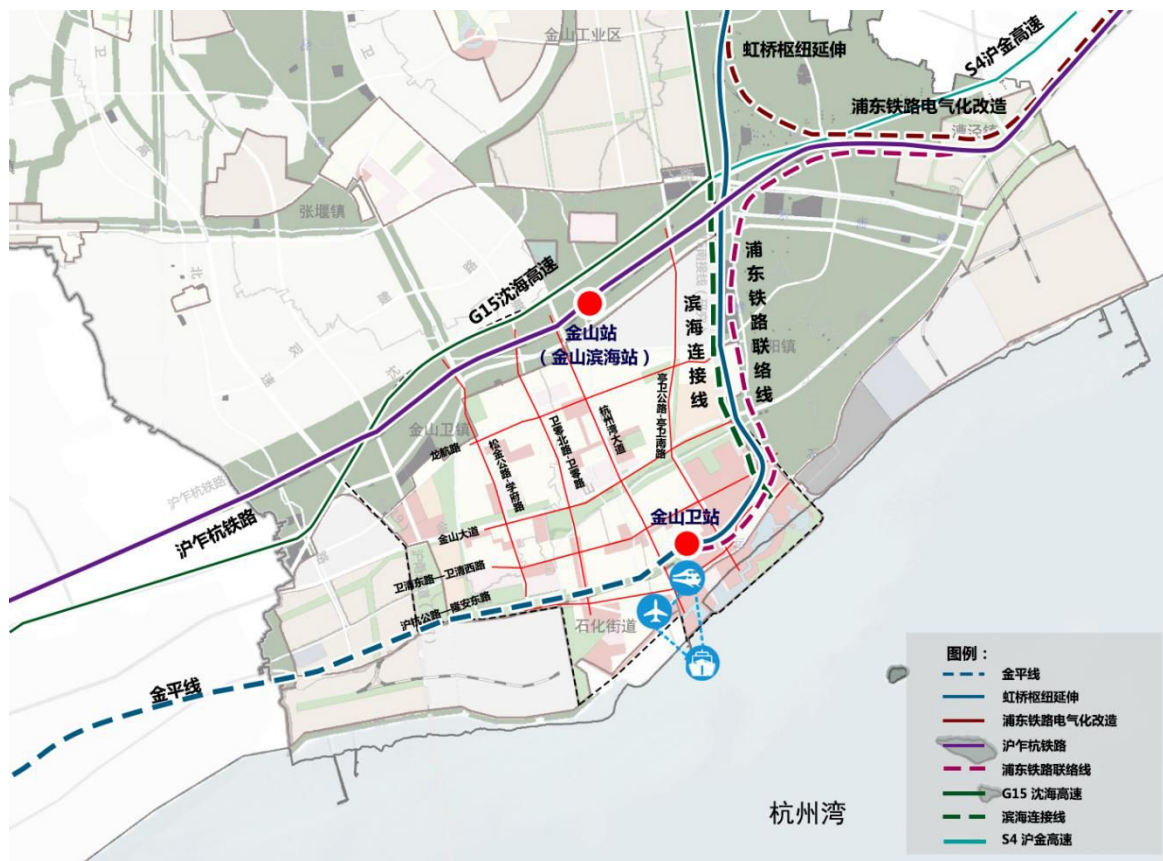 金山工业区
虹桥枢纽延伸
S4沪金高速
浦东铁路电气化改造
漕泾镇
张堰镇
G15沈海高速
金山站
（金山滨海站）
滨海连接线
浦东铁路联络线
金山卫镇
龙航路
松金公路-学府路
卫零北路-卫零路
杭州湾大道
亭卫公路-亭卫南路
沪乍杭铁路
沪乍杭铁路
金山大道
金山卫站
卫清东路—卫清西路
沪杭公路—隆安东路
石化街道
金平线
杭州湾
图例：
金平线
虹桥枢纽延伸
浦东铁路电气化改造
沪乍杭铁路
浦东铁路联络线
G15 沈海高速
滨海连接线
S4 沪金高速